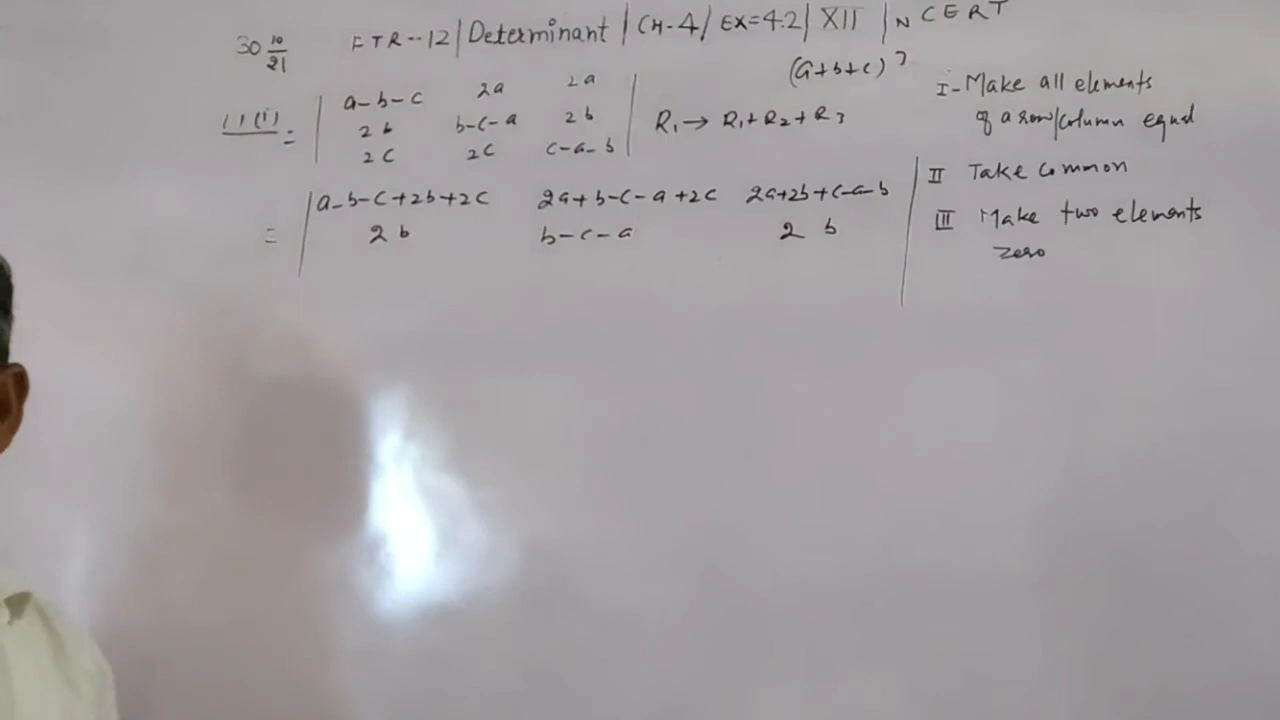 30 10/21 FTR-12 | Determinant | CH-4 / EX=4.2 | XII | NCERT
(a+b+c)³
11(i) = | a-b-c 2a 2a |
2b b-c-a 2b R₁ → R₁+R₂+R₃
2c 2c c-a-b
= | a-b-c+2b+2c 2a+b-c-a+2c 2a+2b+c-a-b |
2b b-c-a 2b
I- Make all elements
of a row/column equal
II Take common
III Make two elements
zero